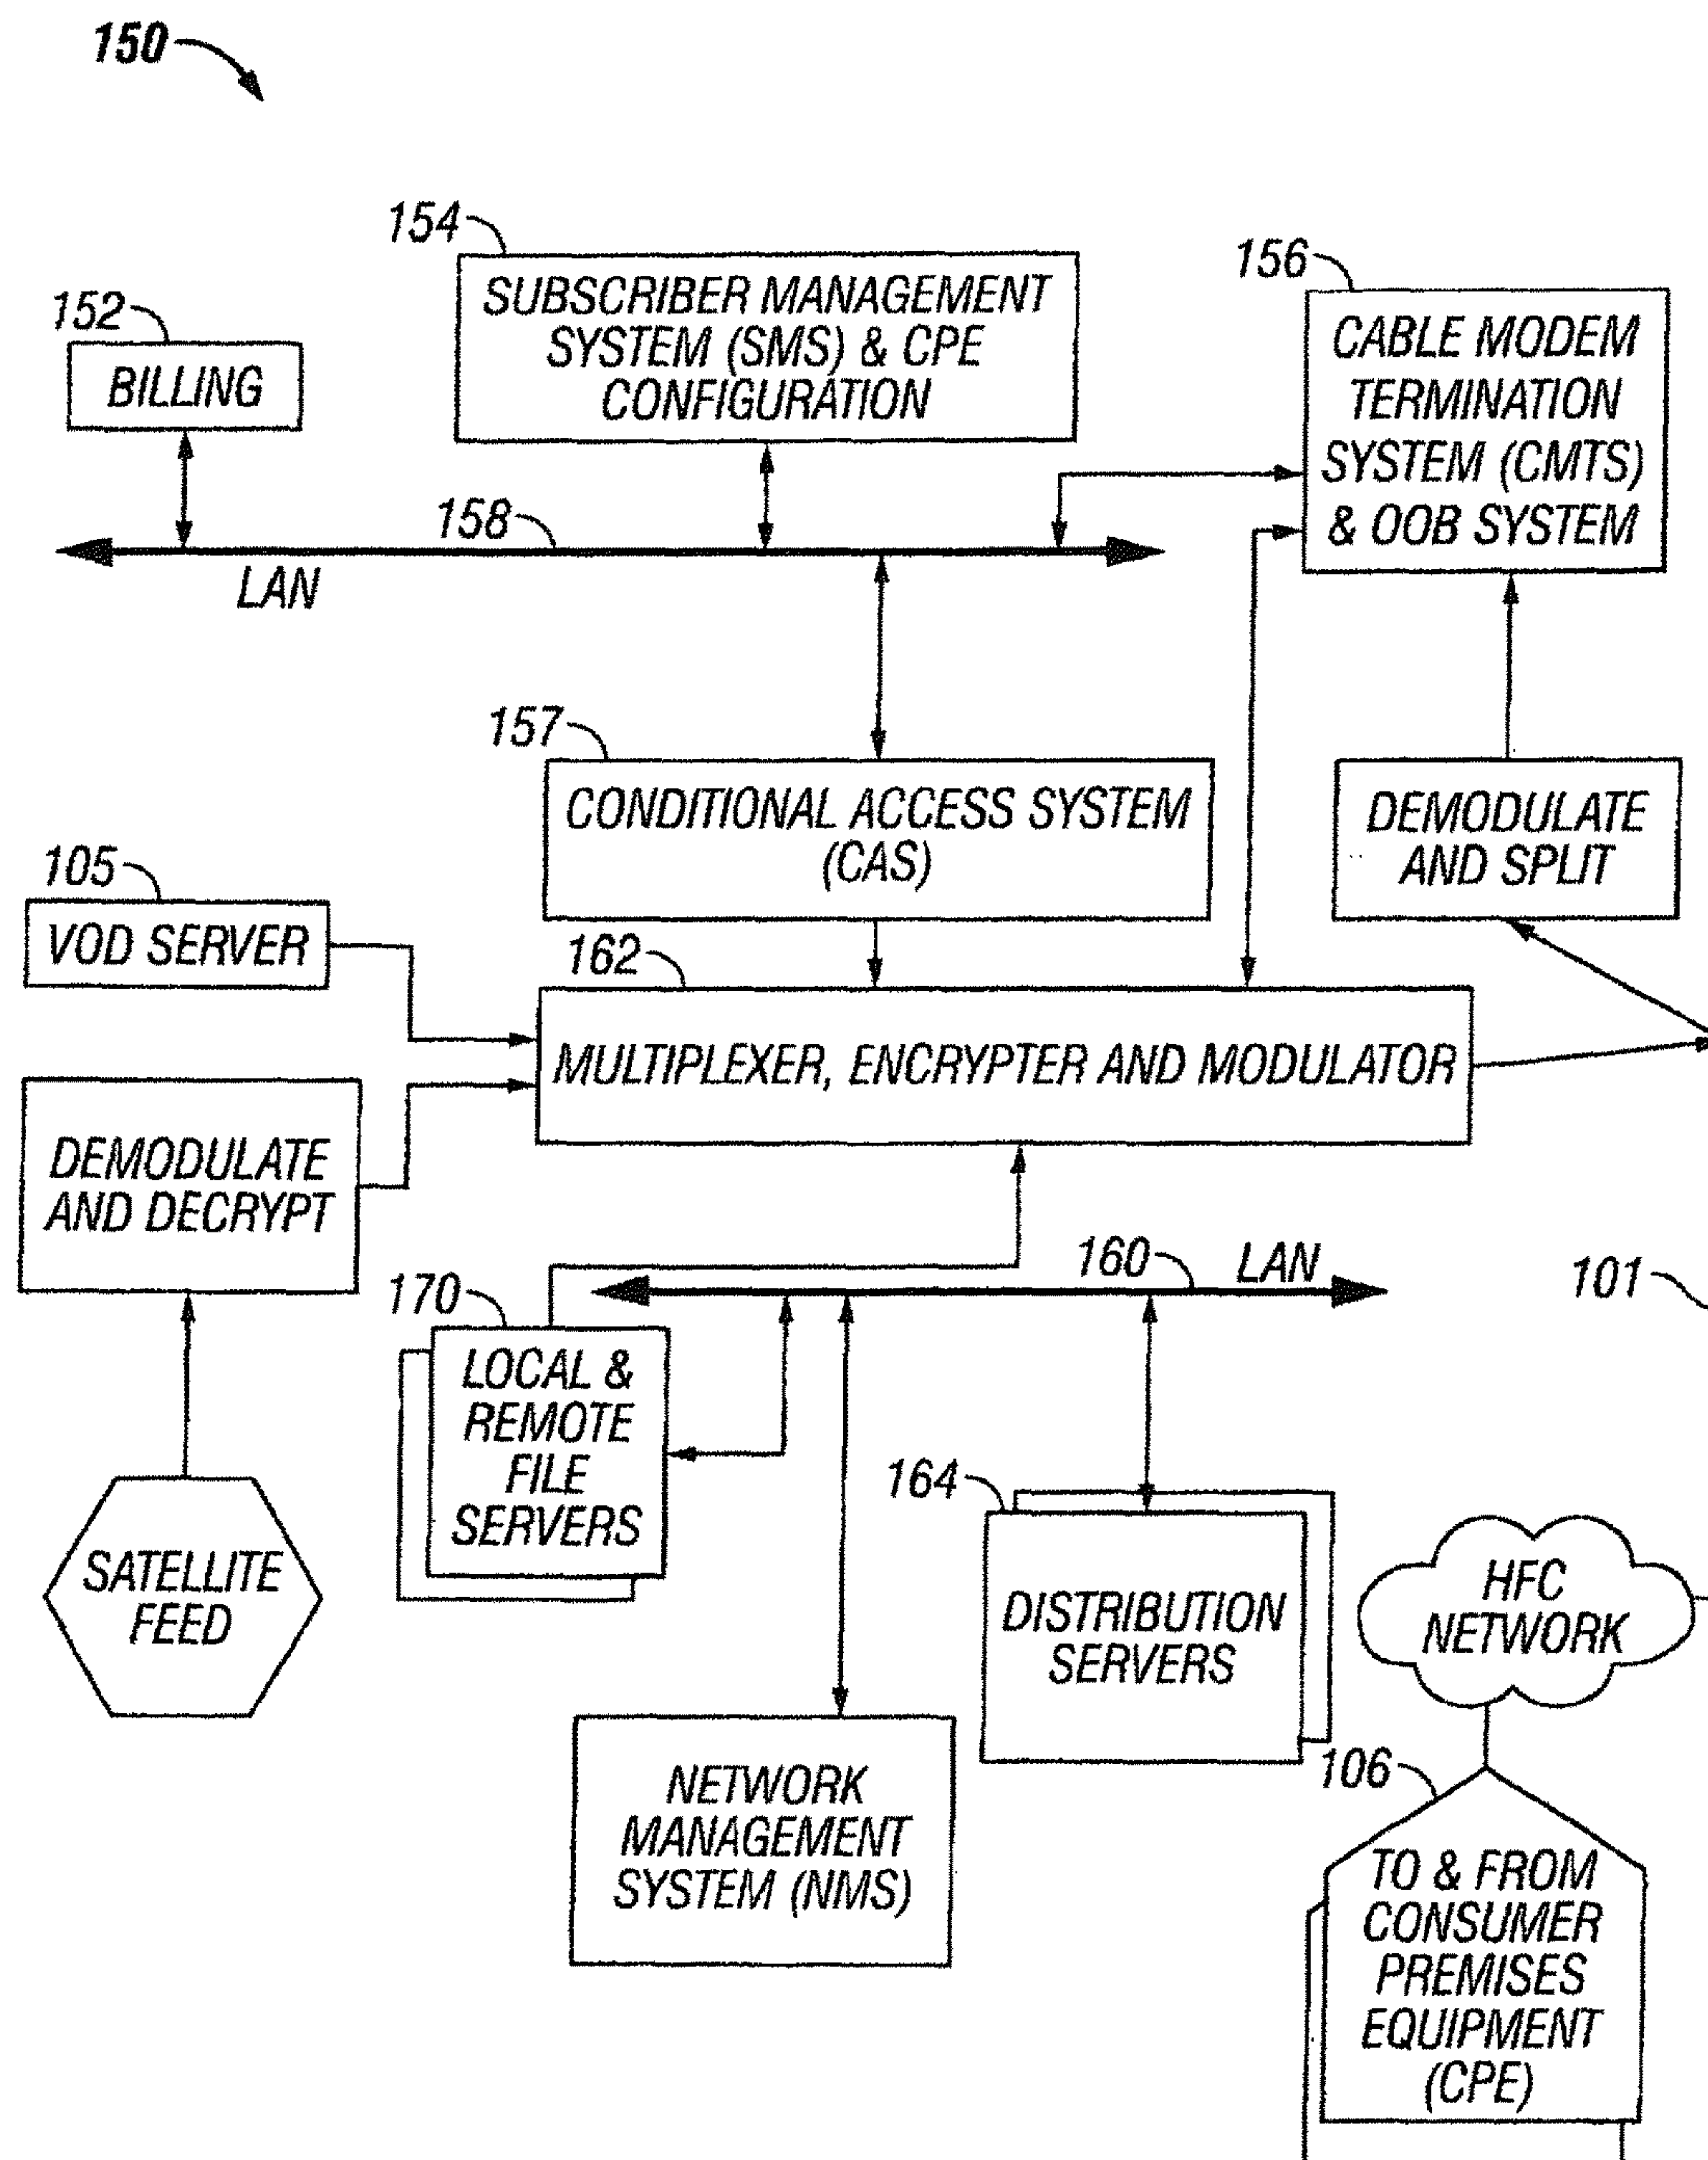 150
154
SUBSCRIBER MANAGEMENT
SYSTEM (SMS) & CPE
CONFIGURATION
156
CABLE MODEM
TERMINATION
SYSTEM (CMTS)
& OOB SYSTEM
152
BILLING
158
LAN
157
CONDITIONAL ACCESS SYSTEM
(CAS)
DEMODULATE
AND SPLIT
105
VOD SERVER
162
MULTIPLEXER, ENCRYPTER AND MODULATOR
DEMODULATE
AND DECRYPT
160
LAN
101
170
LOCAL &
REMOTE
FILE
SERVERS
164
DISTRIBUTION
SERVERS
SATELLITE
FEED
HFC
NETWORK
NETWORK
MANAGEMENT
SYSTEM (NMS)
106
TO & FROM
CONSUMER
PREMISES
EQUIPMENT
(CPE)